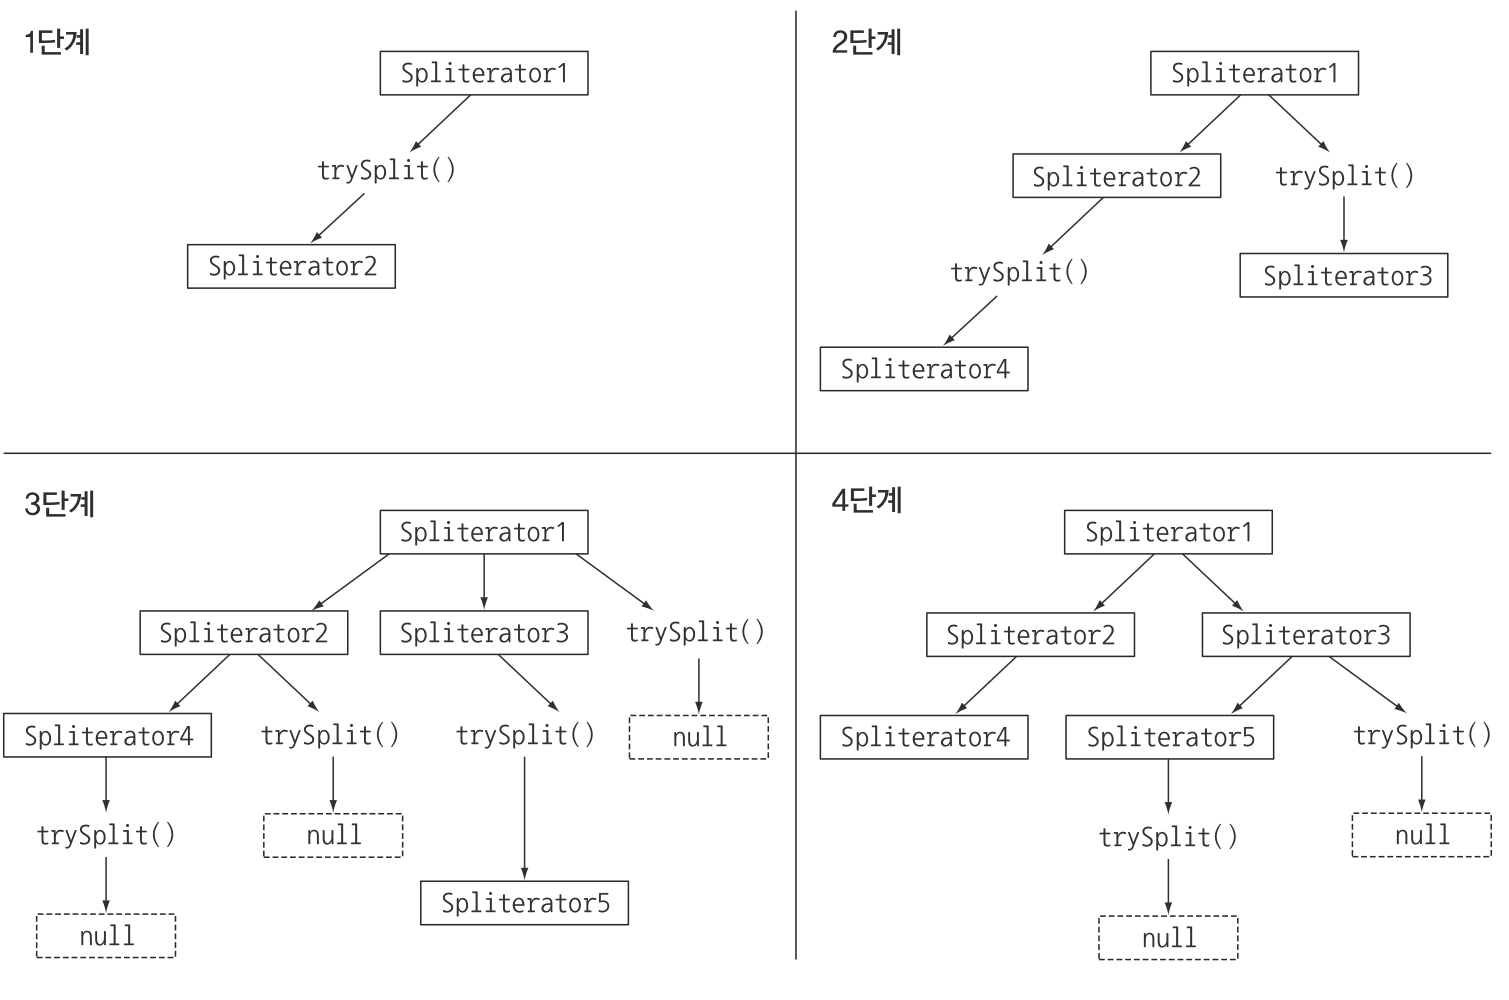 1단계
Spliterator1
trySplit()
Spliterator2
2단계
Spliterator1
Spliterator2
trySplit()
trySplit()
Spliterator3
Spliterator4
3단계
Spliterator1
Spliterator2
Spliterator3
trySplit()
Spliterator4
trySplit()
trySplit()
null
trySplit()
null
Spliterator5
null
4단계
Spliterator1
Spliterator2
Spliterator3
Spliterator4
Spliterator5
trySplit()
trySplit()
null
null